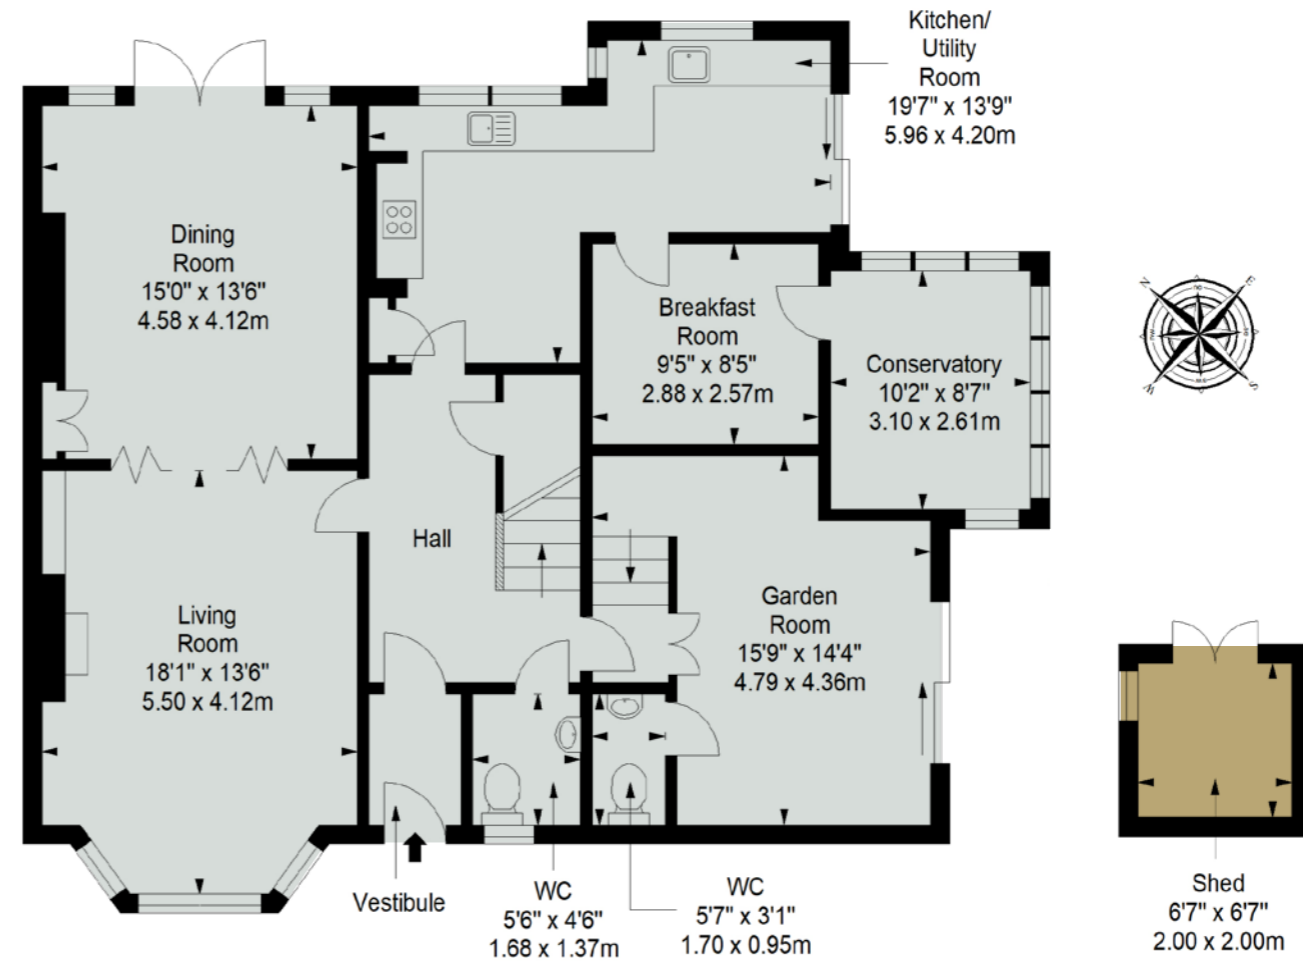 Kitchen/
Utility
Room
19'7" x 13'9"
5.96 x 4.20m
Dining
Room
15'0" x 13'6"
4.58 x 4.12m
Breakfast
Room
9'5" x 8'5"
2.88 x 2.57m
Conservatory
10'2" x 8'7"
3.10 x 2.61m
N
E
S
W
Hall
Living
Room
18'1" x 13'6"
5.50 x 4.12m
Garden
Room
15'9" x 14'4"
4.79 x 4.36m
Vestibule
WC
5'6" x 4'6"
1.68 x 1.37m
WC
5'7" x 3'1"
1.70 x 0.95m
Shed
6'7" x 6'7"
2.00 x 2.00m